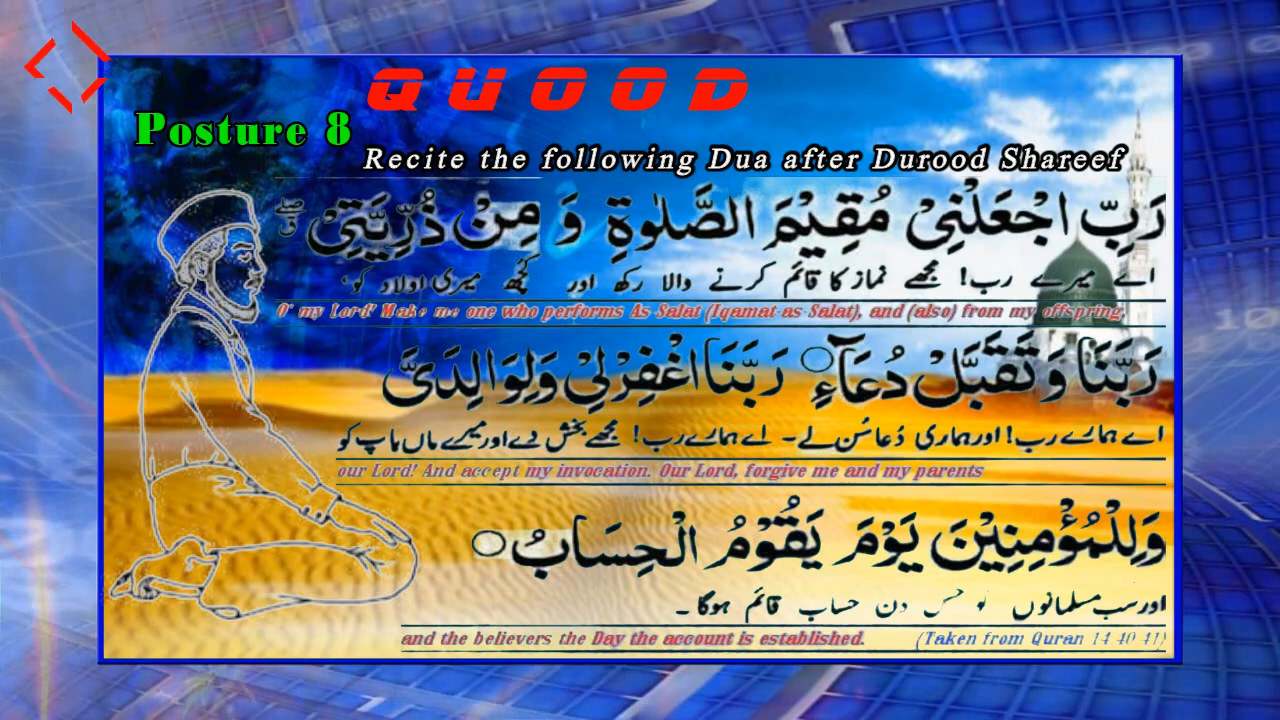 QUOOD
Posture 8
Recite the following Dua after Durood Shareef
رَبِّ اجْعَلْنِيْ مُقِيْمَ الصَّلٰوةِ وَ مِنْ ذُرِّيَّتِيْ
اے میرے رب! مجھے نماز کا قائم کرنے والا رکھ اور کچھ میری اولاد کو،
O' my Lord! Make me one who performs As-Salat (Iqamat-as-Salat), and (also) from my offspring,
رَبَّنَا وَتَقَبَّلْ دُعَآءِ ○ رَبَّنَا اغْفِرْلِيْ وَلِوَالِدَيَّ
اے ہمارے رب! اور ہماری دُعا سُن لے۔ اے ہمارے رب! مجھے بخش دے اور میرے ماں باپ کو
our Lord! And accept my invocation. Our Lord, forgive me and my parents
وَلِلْمُؤْمِنِيْنَ يَوْمَ يَقُوْمُ الْحِسَابُ ○
اور سب مسلمانوں کو جس دن حساب قائم ہوگا ۔
and the believers the Day the account is established. (Taken from Quran 14 40 41)